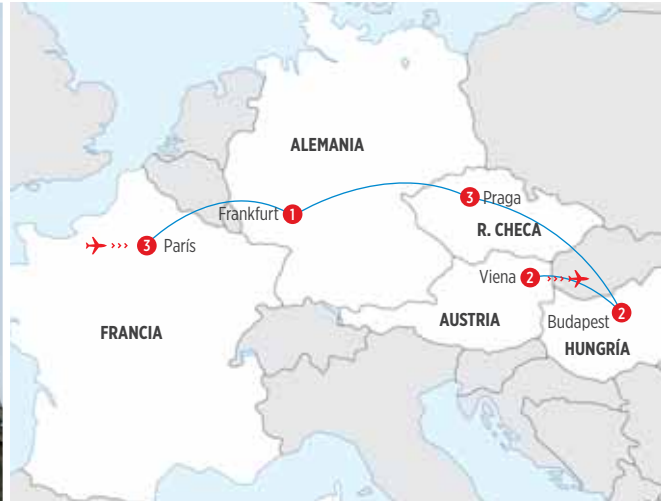 ALEMANIA
Frankfurt 1
3 Praga
R. CHECA
3 París
Viena 2
FRANCIA
AUSTRIA
Budapest 2
HUNGRÍA